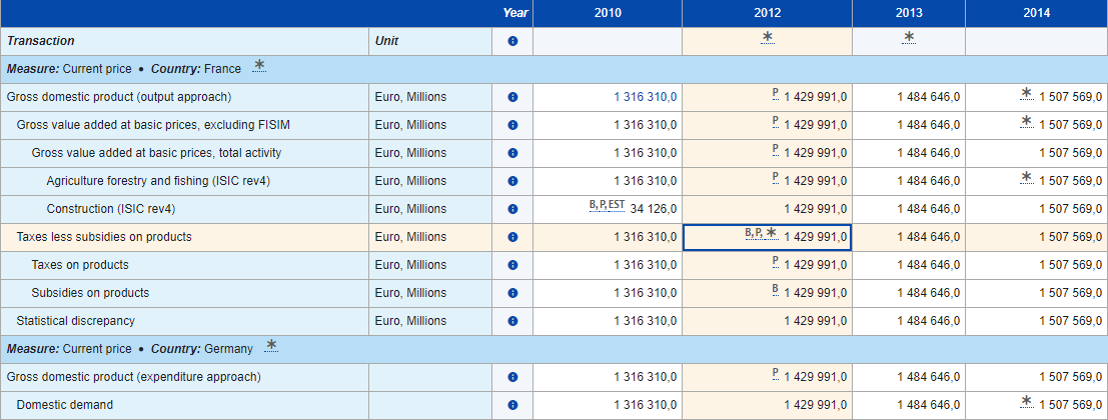 Year 2010 2012 2013 2014
Transaction Unit * *
Measure: Current price • Country: France *
Gross domestic product (output approach) Euro, Millions 1 316 310,0 P 1 429 991,0 1 484 646,0 * 1 507 569,0
Gross value added at basic prices, excluding FISIM Euro, Millions 1 316 310,0 P 1 429 991,0 1 484 646,0 * 1 507 569,0
Gross value added at basic prices, total activity Euro, Millions 1 316 310,0 P 1 429 991,0 1 484 646,0 1 507 569,0
Agriculture forestry and fishing (ISIC rev4) Euro, Millions 1 316 310,0 P 1 429 991,0 1 484 646,0 * 1 507 569,0
Construction (ISIC rev4) Euro, Millions B, P, EST 34 126,0 1 429 991,0 1 484 646,0 1 507 569,0
Taxes less subsidies on products Euro, Millions 1 316 310,0 B, P, * 1 429 991,0 1 484 646,0 1 507 569,0
Taxes on products Euro, Millions 1 316 310,0 P 1 429 991,0 1 484 646,0 1 507 569,0
Subsidies on products Euro, Millions 1 316 310,0 B 1 429 991,0 1 484 646,0 1 507 569,0
Statistical discrepancy Euro, Millions 1 316 310,0 1 429 991,0 1 484 646,0 1 507 569,0
Measure: Current price • Country: Germany *
Gross domestic product (expenditure approach) 1 316 310,0 P 1 429 991,0 1 484 646,0 1 507 569,0
Domestic demand 1 316 310,0 1 429 991,0 1 484 646,0 * 1 507 569,0